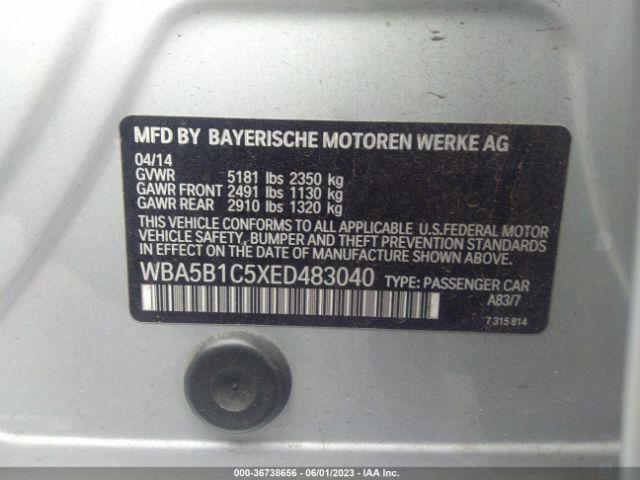 MFD BY BAYERISCHE MOTOREN WERKE AG
04/14
GVWR 5181 lbs 2350 kg
GAWR FRONT 2491 lbs 1130 kg
GAWR REAR 2910 lbs 1320 kg
THIS VEHICLE CONFORMS TO ALL APPLICABLE U.S.FEDERAL MOTOR
VEHICLE SAFETY, BUMPER, AND THEFT PREVENTION STANDARDS
IN EFFECT ON THE DATE OF MANUFACTURE SHOWN ABOVE.
WBA5B1C5XED483040 TYPE: PASSENGER CAR
A83/7
7 315 814
000-36738656 - 06/01/2023 - IAA Inc.